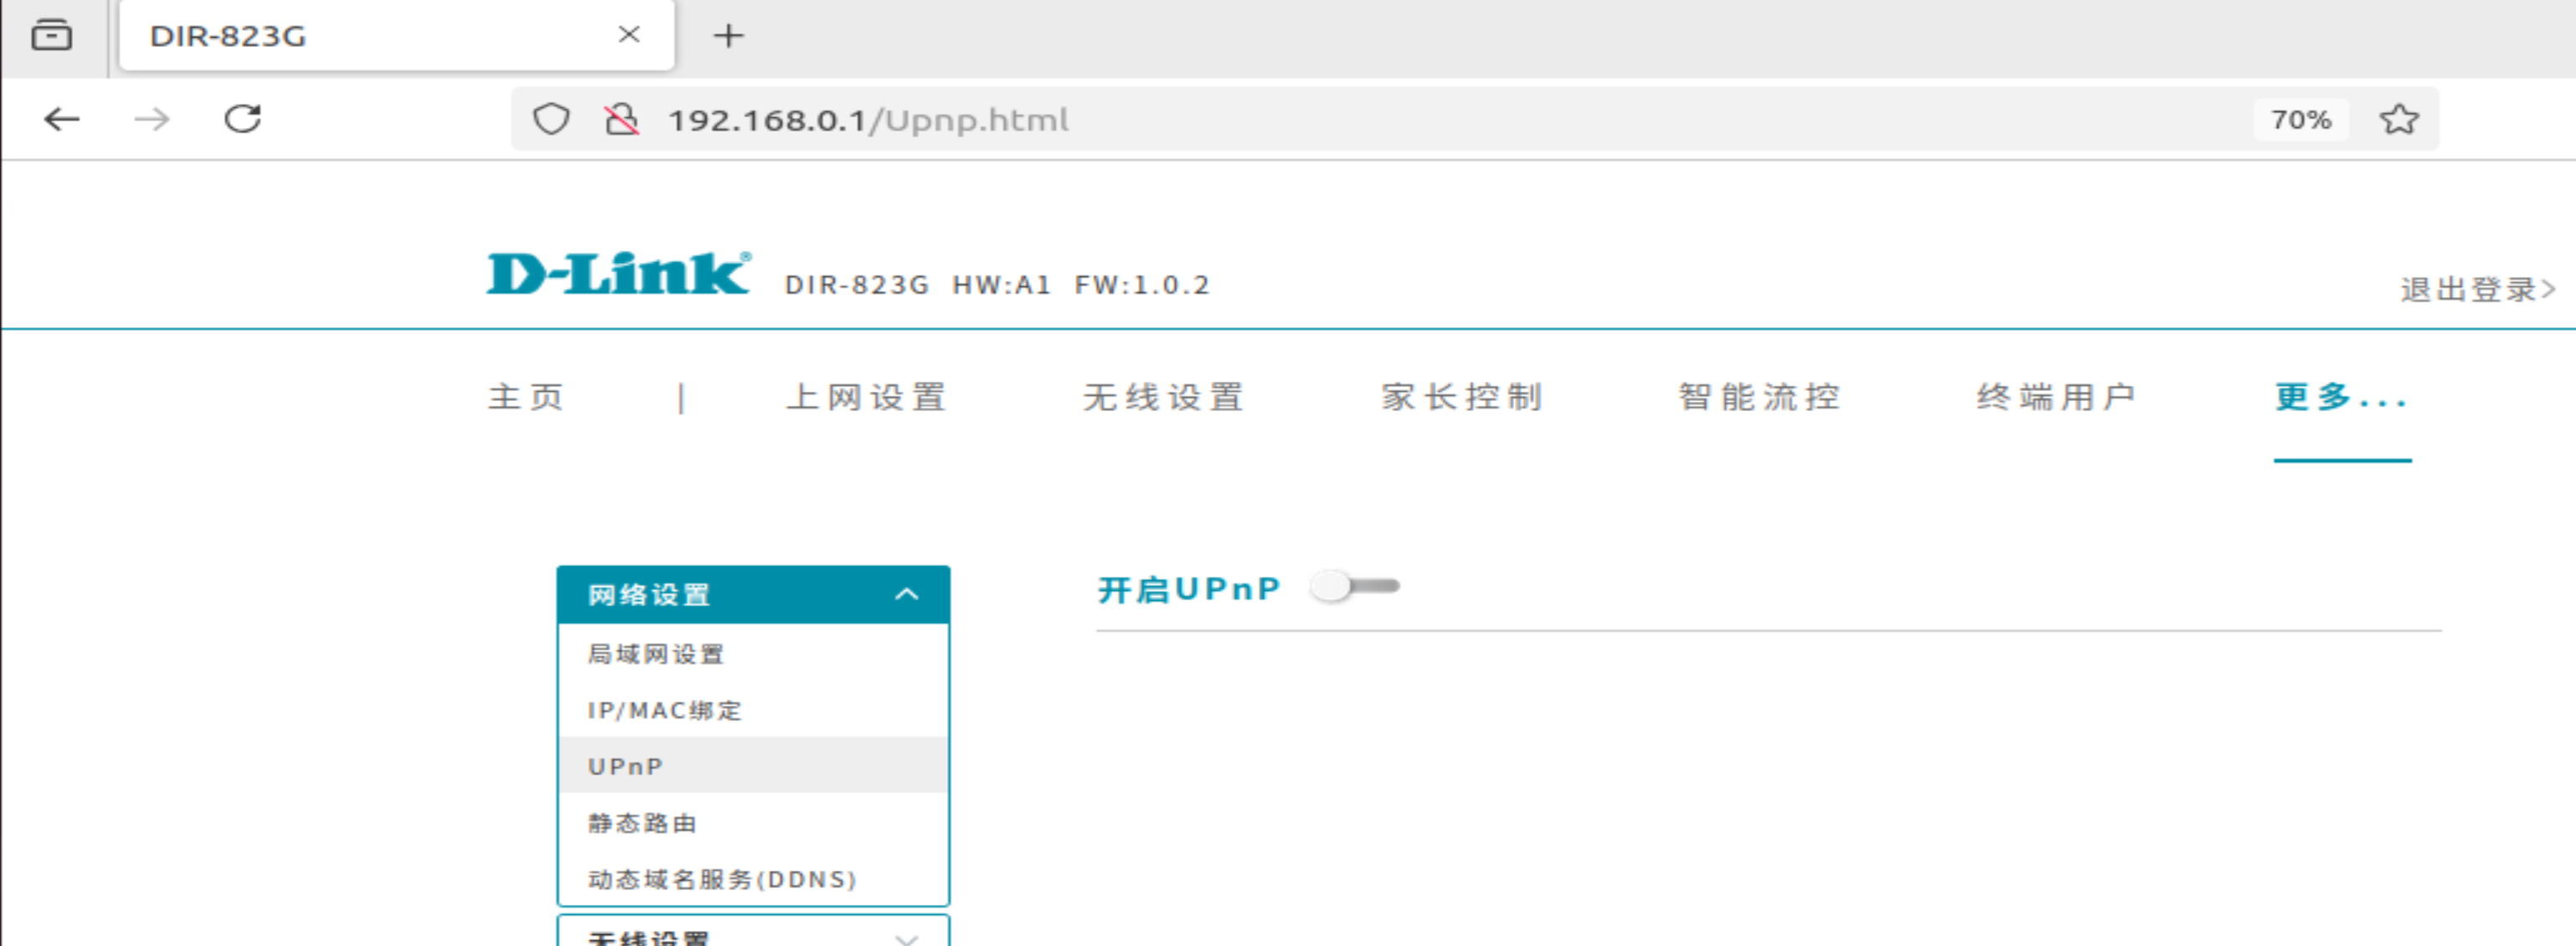 DIR-823G
192.168.0.1/Upnp.html
70%
D-Link® DIR-823G HW:A1 FW:1.0.2
退出登录>
主页 | 上网设置 无线设置 家长控制 智能流控 终端用户 更多...
网络设置
开启UPnP
局域网设置
IP/MAC绑定
UPnP
静态路由
动态域名服务(DDNS)
无线设置